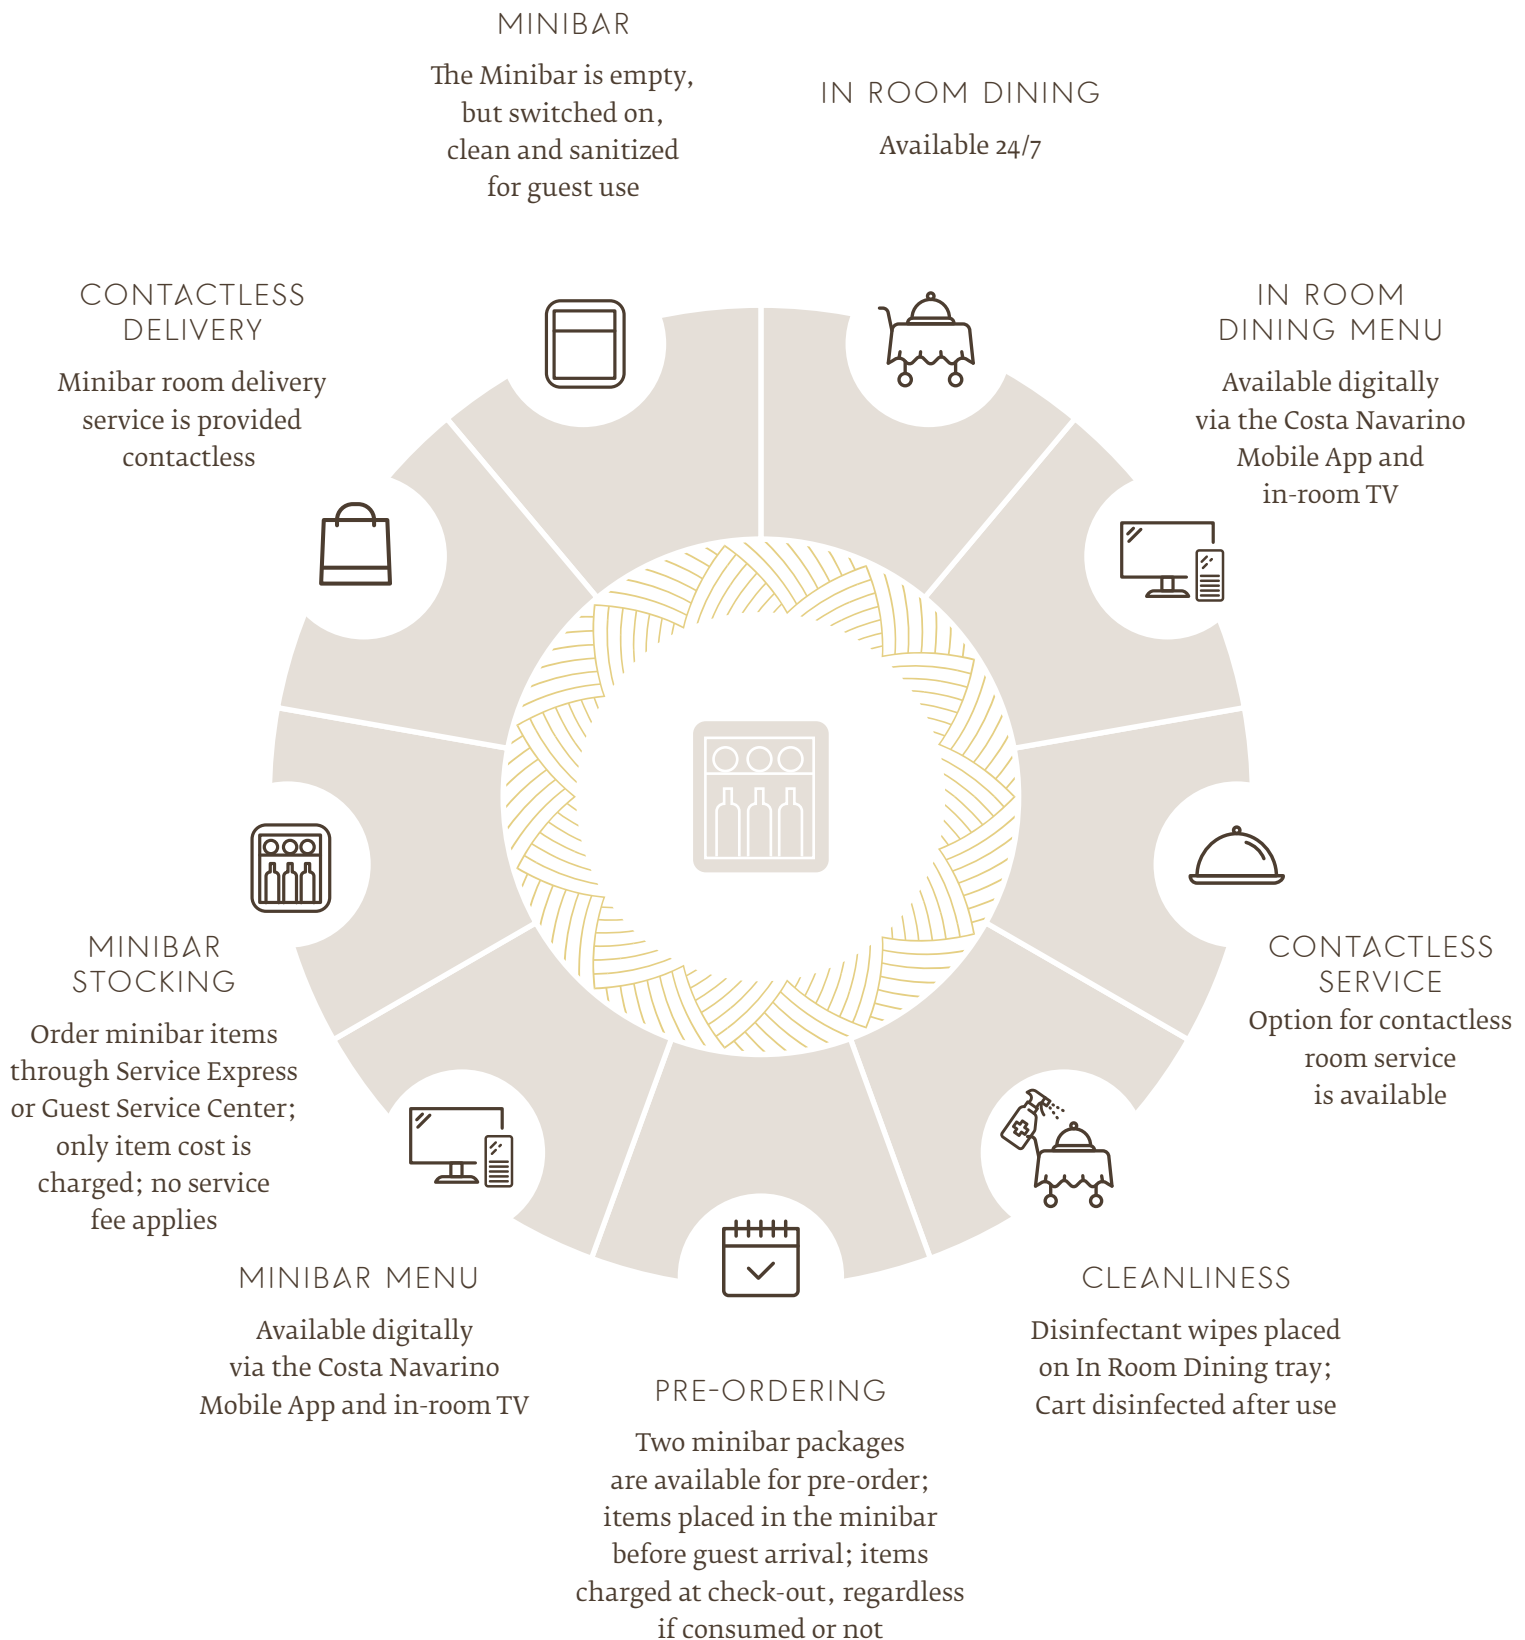 MINIBAR
The Minibar is empty,
but switched on,
clean and sanitized
for guest use
IN ROOM DINING
Available 24/7
IN ROOM
DINING MENU
Available digitally
via the Costa Navarino
Mobile App and
in-room TV
CONTACTLESS
SERVICE
Option for contactless
room service
is available
CLEANLINESS
Disinfectant wipes placed
on In Room Dining tray;
Cart disinfected after use
PRE-ORDERING
Two minibar packages
are available for pre-order;
items placed in the minibar
before guest arrival; items
charged at check-out, regardless
if consumed or not
MINIBAR MENU
Available digitally
via the Costa Navarino
Mobile App and in-room TV
MINIBAR
STOCKING
Order minibar items
through Service Express
or Guest Service Center;
only item cost is
charged; no service
fee applies
CONTACTLESS
DELIVERY
Minibar room delivery
service is provided
contactless